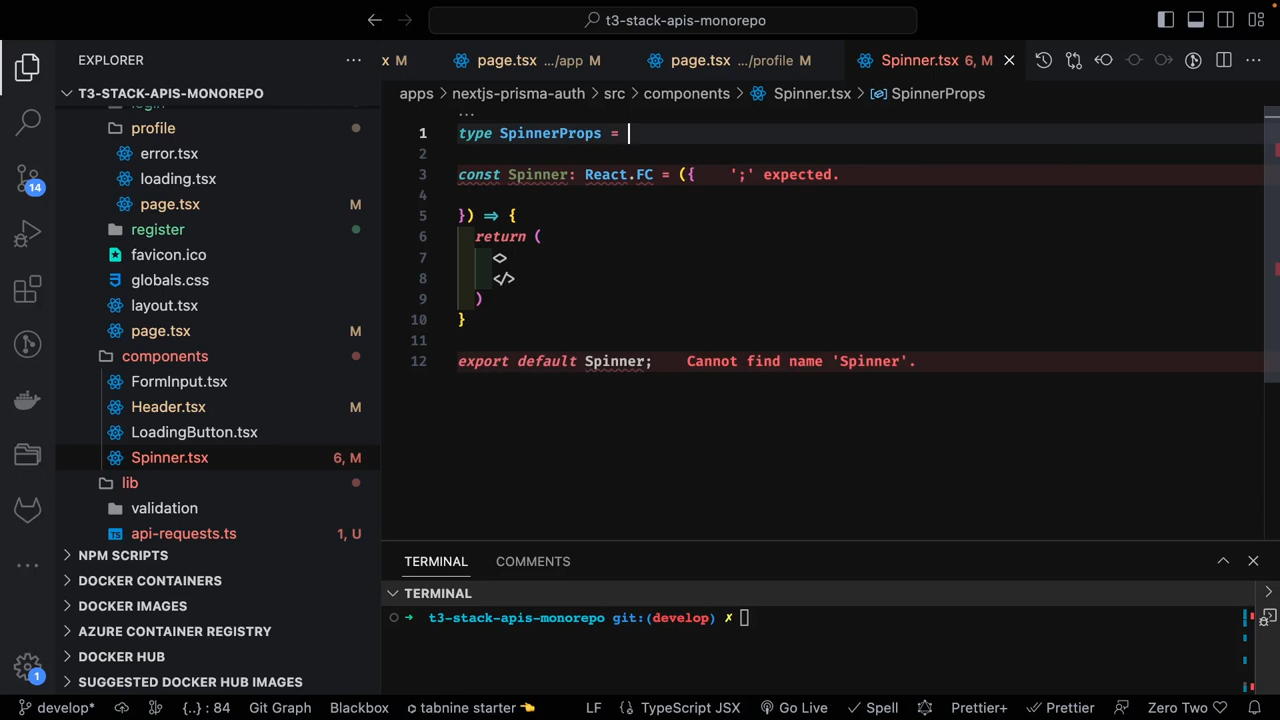 t3-stack-apis-monorepo
EXPLORER
x M
page.tsx .../app M
page.tsx .../profile M
Spinner.tsx 6, M
T3-STACK-APIS-MONOREPO
apps > nextjs-prisma-auth > src > components > Spinner.tsx > SpinnerProps
profile
error.tsx
loading.tsx
page.tsx M
register
favicon.ico
globals.css
layout.tsx
page.tsx M
components
FormInput.tsx
Header.tsx M
LoadingButton.tsx
Spinner.tsx 6, M
lib
validation
api-requests.ts 1, U
NPM SCRIPTS
DOCKER CONTAINERS
DOCKER IMAGES
AZURE CONTAINER REGISTRY
DOCKER HUB
SUGGESTED DOCKER HUB IMAGES
14
1
1 type SpinnerProps =
2
3 const Spinner: React.FC = ({ ';' expected.
4
5 }) => {
6 return (
7 <>
8 </>
9 )
10 }
11
12 export default Spinner; Cannot find name 'Spinner'.
TERMINAL COMMENTS
TERMINAL
→ t3-stack-apis-monorepo git:(develop) ✗
develop* {..} : 84 Git Graph Blackbox tabnine starter 👈 LF TypeScript JSX Go Live Spell Prettier+ Prettier Zero Two